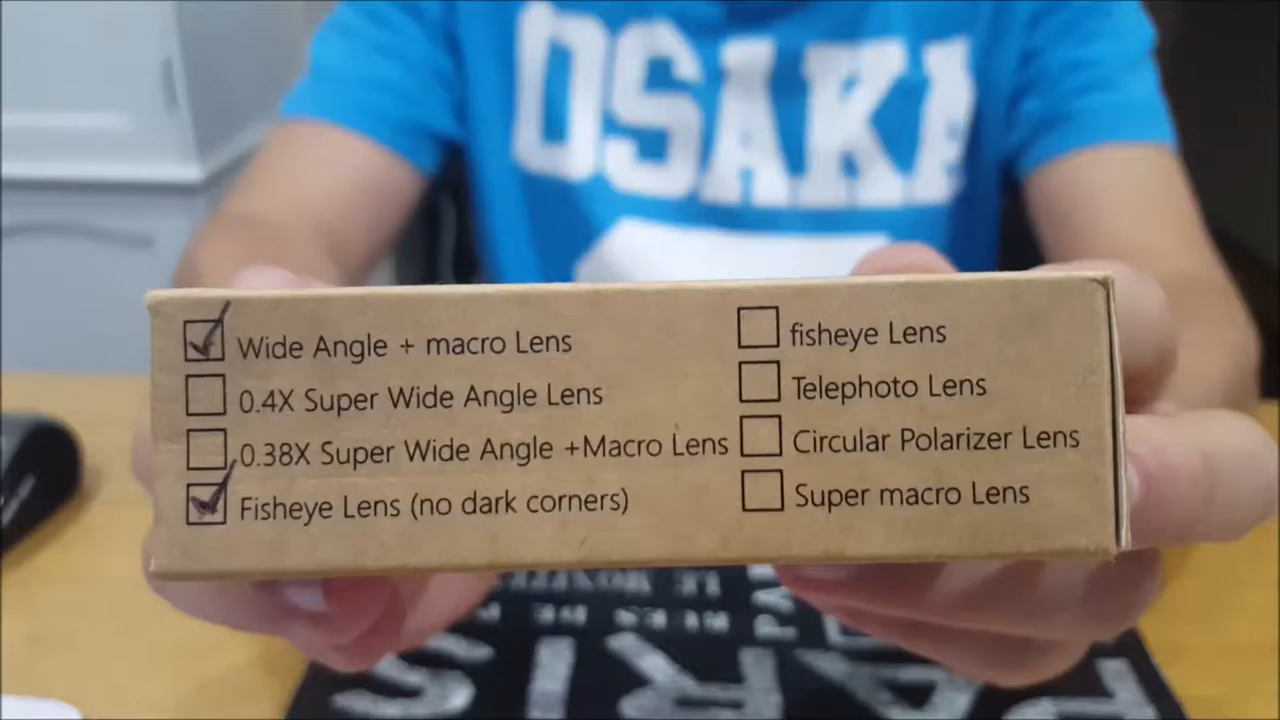 OSAKA
Wide Angle + macro Lens
0.4X Super Wide Angle Lens
0.38X Super Wide Angle +Macro Lens
Fisheye Lens (no dark corners)
fisheye Lens
Telephoto Lens
Circular Polarizer Lens
Super macro Lens
PARIS